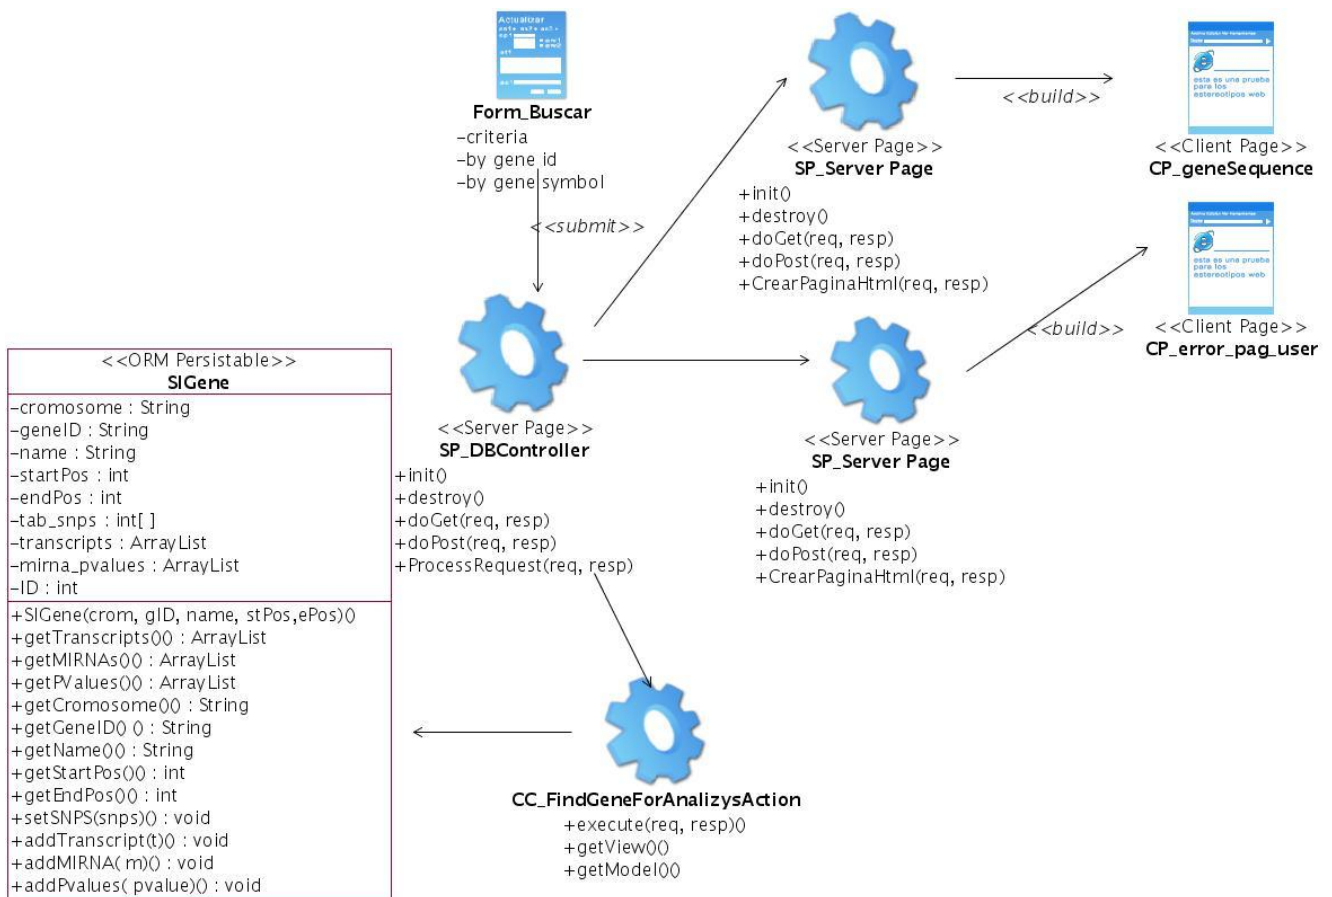 Actualizar
Form_Buscar
-criteria
-by gene id
-by gene symbol
<<submit>>
<<Server Page>>
SP_Server Page
+init()
+destroy()
+doGet(req, resp)
+doPost(req, resp)
+CrearPaginaHtml(req, resp)
<<build>>
esta es una prueba
para los
estereotipos web
<<Client Page>>
CP_geneSequence
esta es una prueba
para los
estereotipos web
<<Client Page>>
CP_error_pag_user
<<build>>
<<Server Page>>
SP_Server Page
+init()
+destroy()
+doGet(req, resp)
+doPost(req, resp)
+CrearPaginaHtml(req, resp)
<<Server Page>>
SP_DBController
+init()
+destroy()
+doGet(req, resp)
+doPost(req, resp)
+ProcessRequest(req, resp)
<<ORM Persistable>>
SIGene
-cromosome : String
-geneID : String
-name : String
-startPos : int
-endPos : int
-tab_snps : int[ ]
-transcripts : ArrayList
-mirna_pvalues : ArrayList
-ID : int
+SIGene(crom, gID, name, stPos,ePos)()
+getTranscripts()() : ArrayList
+getMIRNAs()() : ArrayList
+getPValues()() : ArrayList
+getCromosome()() : String
+getGeneID() () : String
+getName()() : String
+getStartPos()() : int
+getEndPos()() : int
+setSNPS(snps)() : void
+addTranscript(t)() : void
+addMIRNA( m)() : void
+addPvalues( pvalue)() : void
CC_FindGeneForAnalizysAction
+execute(req, resp)()
+getView()()
+getModel()()